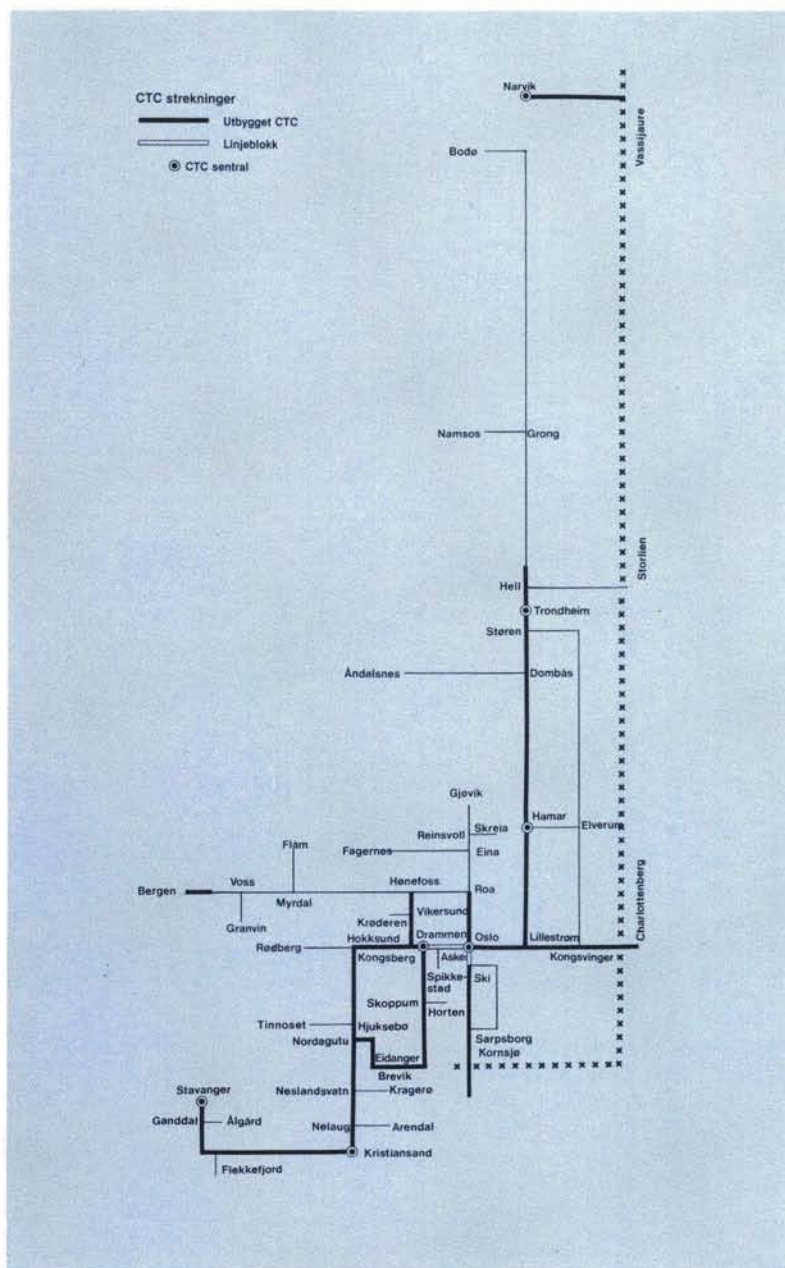 CTC strekninger
Utbygget CTC
Linjeblokk
CTC sentral
Narvik
Vassijaure
Bodø
Namsos
Grong
Storlien
Hell
Trondheim
Støren
Åndalsnes
Dombås
Gjøvik
Hamar
Elverum
Reinsvoll
Skreia
Flåm
Fagernes
Eina
Bergen
Voss
Hønefoss
Roa
Myrdal
Charlottenberg
Granvin
Krøderen
Vikersund
Rødberg
Hokksund
Drammen
Oslo
Lillestrøm
Kongsberg
Asker
Kongsvinger
Spikke-
stad
Ski
Skoppum
Horten
Tinnoset
Hjuksebø
Nordagutu
Sarpsborg
Kornsjø
Eidanger
Brevik
Stavanger
Neslandsvatn
Kragerø
Ganddal
Ålgård
Nelaug
Arendal
Kristiansand
Flekkefjord